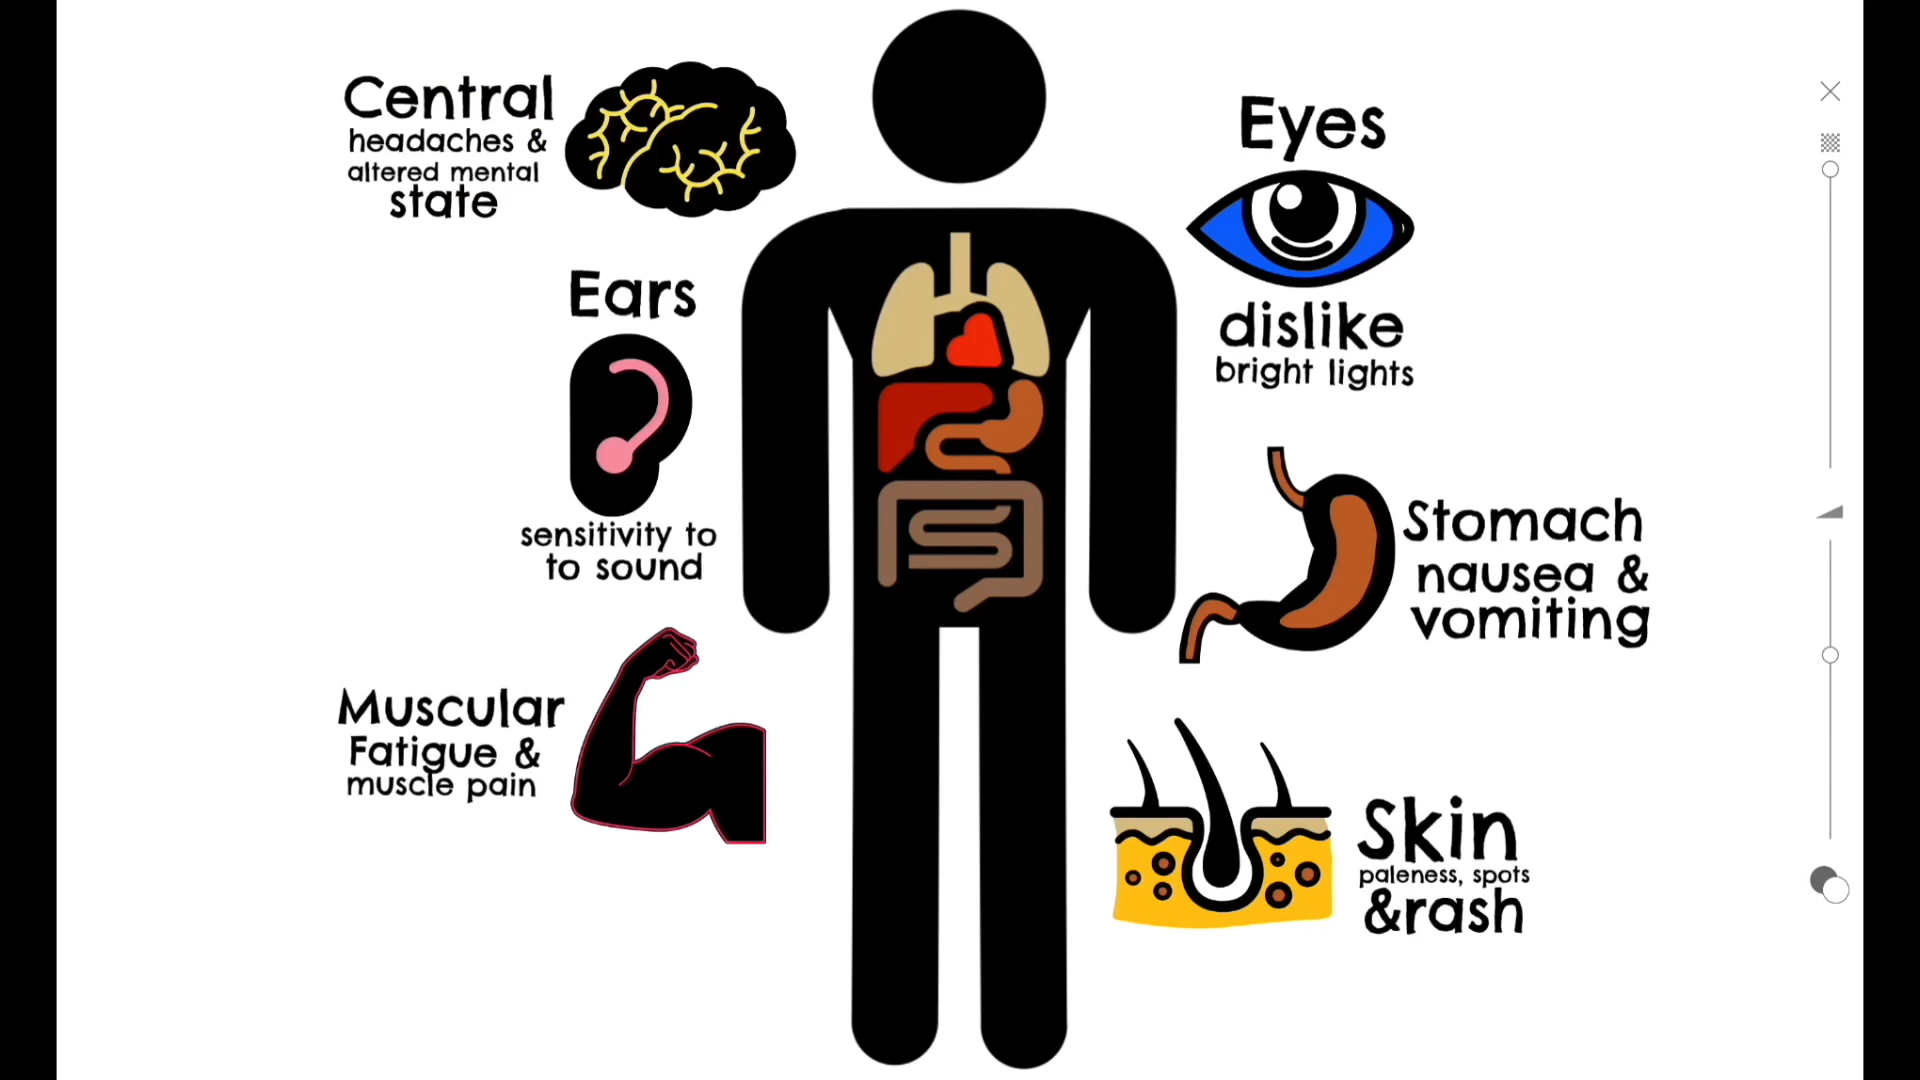 Central
headaches &
altered mental
state
Ears
sensitivity to
to sound
Muscular
Fatigue &
muscle pain
Eyes
dislike
bright lights
Stomach
nausea &
vomiting
Skin
paleness, spots
&rash